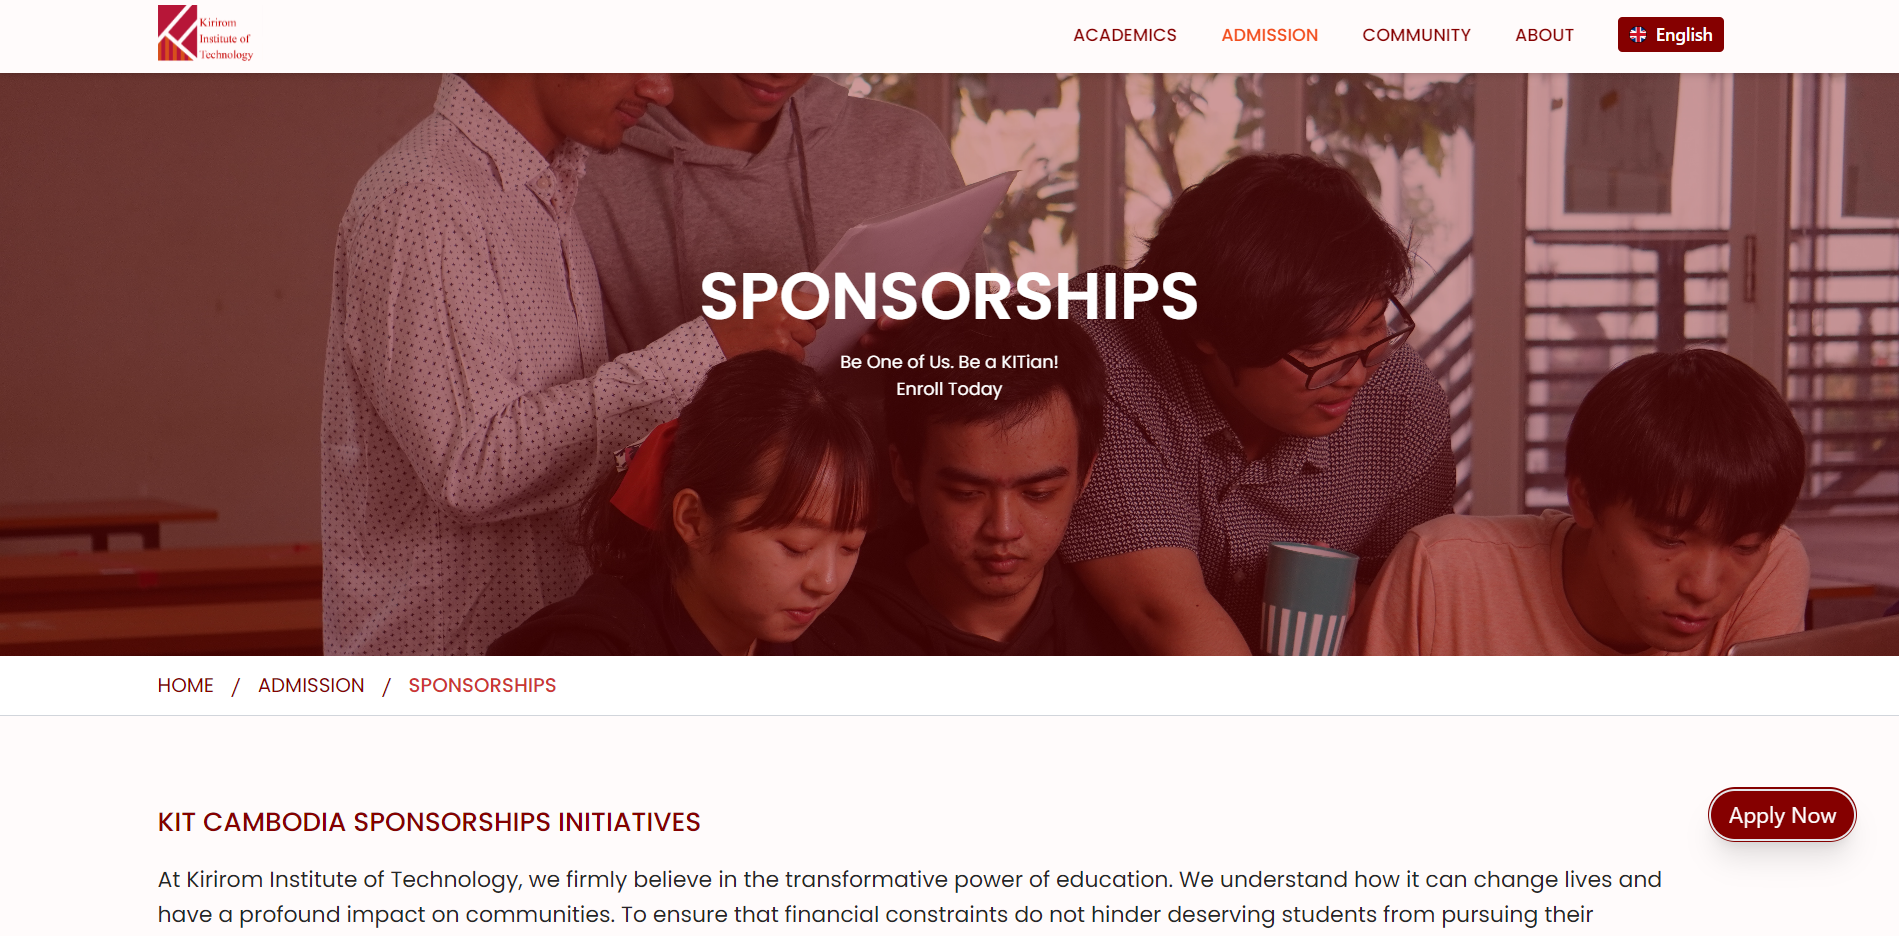 Kirirom
Institute of
Technology
ACADEMICS
ADMISSION
COMMUNITY
ABOUT
English
SPONSORSHIPS
Be One of Us. Be a KITian!
Enroll Today
HOME / ADMISSION / SPONSORSHIPS
KIT CAMBODIA SPONSORSHIPS INITIATIVES
Apply Now
At Kirirom Institute of Technology, we firmly believe in the transformative power of education. We understand how it can change lives and
have a profound impact on communities. To ensure that financial constraints do not hinder deserving students from pursuing their